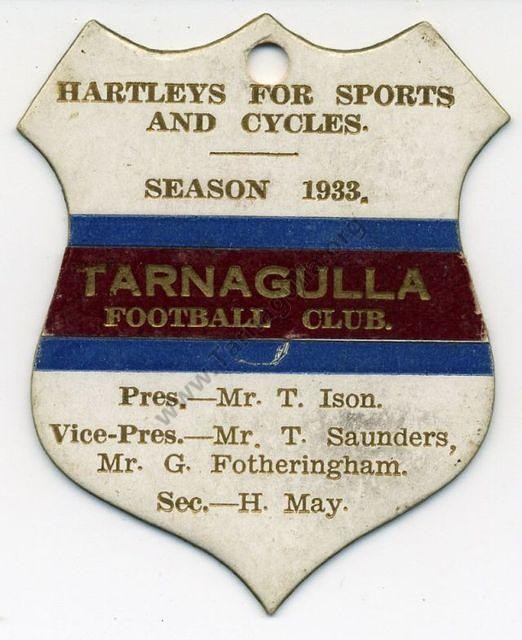 HARTLEYS FOR SPORTS
AND CYCLES.
SEASON 1933.
TARNAGULLA
FOOTBALL CLUB.
Pres.—Mr. T. Ison.
Vice-Pres.—Mr. T. Saunders,
Mr. G. Fotheringham.
Sec.—H. May.